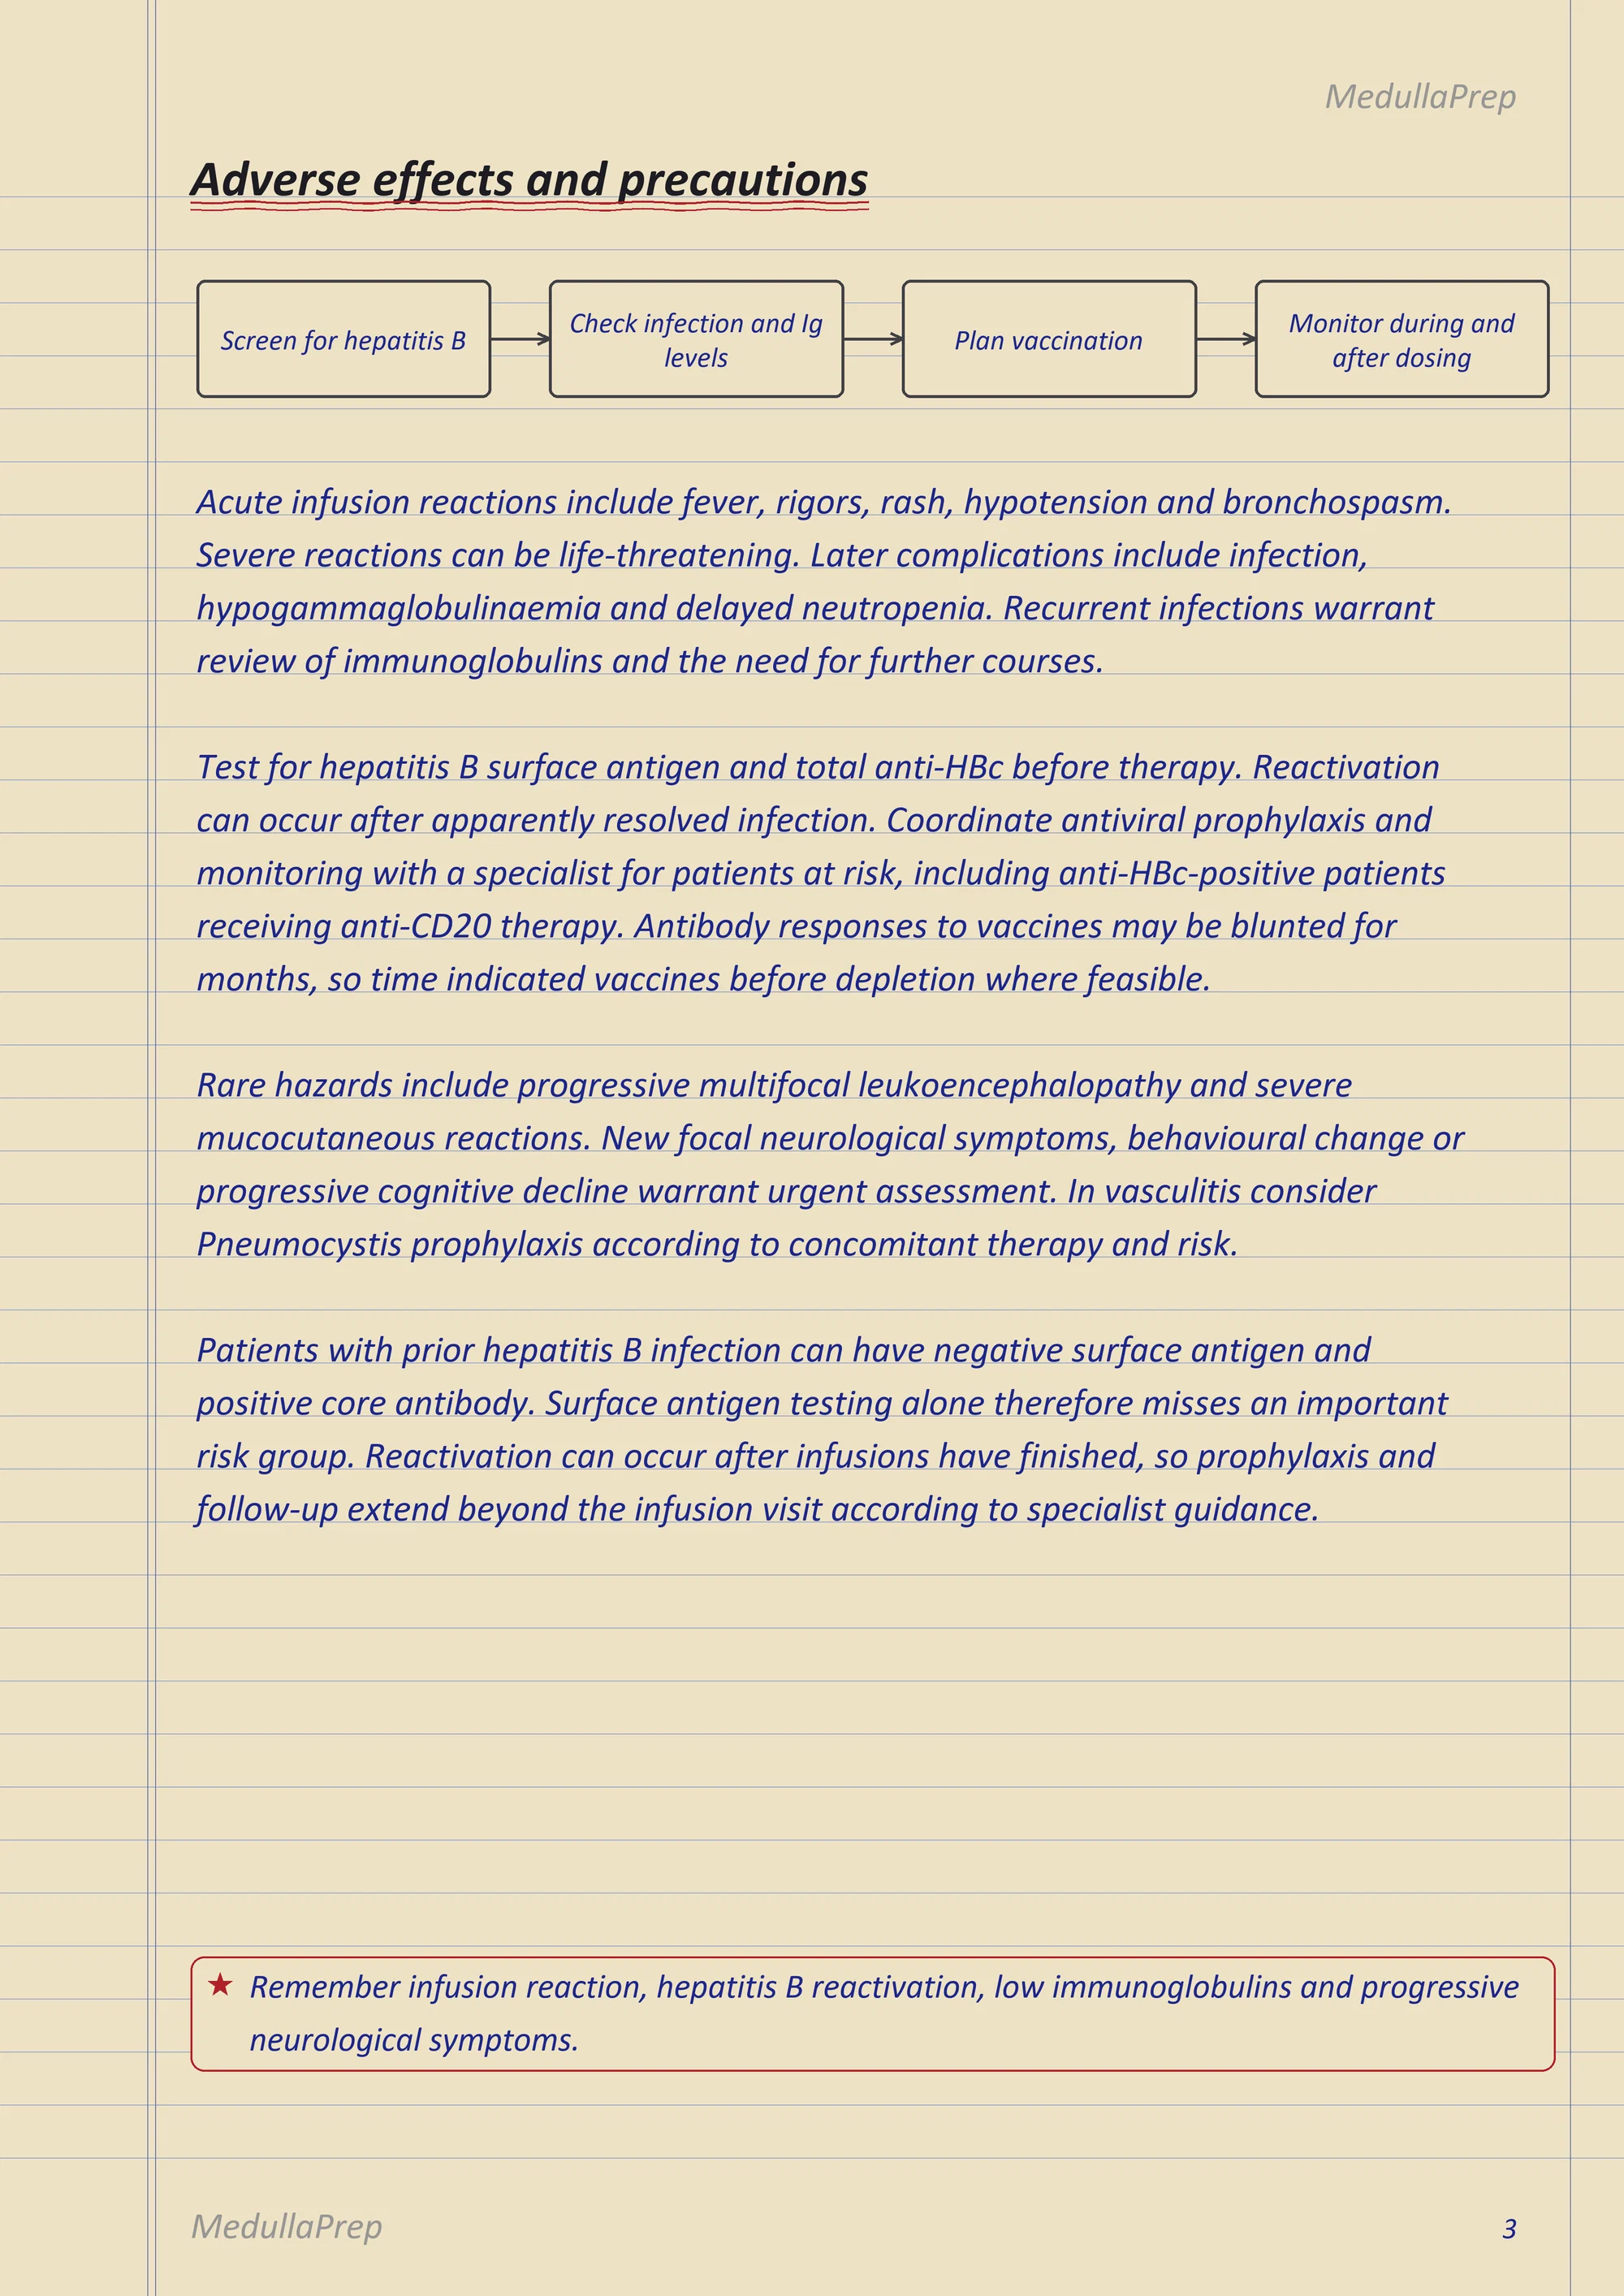 MedullaPrep
Adverse effects and precautions
Screen for hepatitis B
Check infection and Ig
levels
Plan vaccination
Monitor during and
after dosing
Acute infusion reactions include fever, rigors, rash, hypotension and bronchospasm.
Severe reactions can be life-threatening. Later complications include infection,
hypogammaglobulinaemia and delayed neutropenia. Recurrent infections warrant
review of immunoglobulins and the need for further courses.
Test for hepatitis B surface antigen and total anti-HBc before therapy. Reactivation
can occur after apparently resolved infection. Coordinate antiviral prophylaxis and
monitoring with a specialist for patients at risk, including anti-HBc-positive patients
receiving anti-CD20 therapy. Antibody responses to vaccines may be blunted for
months, so time indicated vaccines before depletion where feasible.
Rare hazards include progressive multifocal leukoencephalopathy and severe
mucocutaneous reactions. New focal neurological symptoms, behavioural change or
progressive cognitive decline warrant urgent assessment. In vasculitis consider
Pneumocystis prophylaxis according to concomitant therapy and risk.
Patients with prior hepatitis B infection can have negative surface antigen and
positive core antibody. Surface antigen testing alone therefore misses an important
risk group. Reactivation can occur after infusions have finished, so prophylaxis and
follow-up extend beyond the infusion visit according to specialist guidance.
★ Remember infusion reaction, hepatitis B reactivation, low immunoglobulins and progressive
neurological symptoms.
MedullaPrep
3